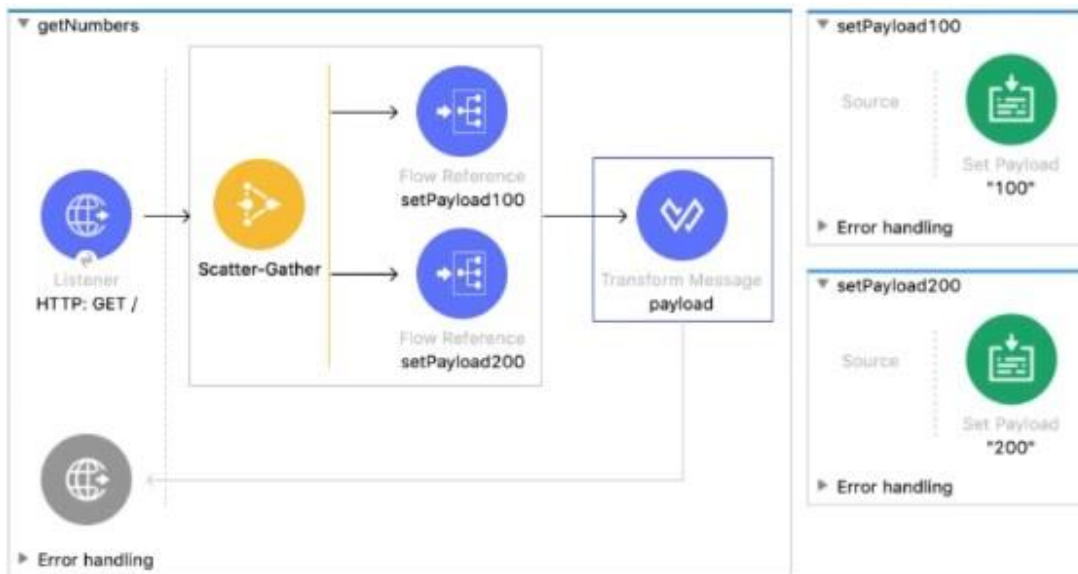 getNumbers
Flow Reference
setPayload100
Scatter-Gather
Listener
HTTP: GET /
Flow Reference
setPayload200
Transform Message
payload
Error handling
setPayload100
Source
Set Payload
"100"
Error handling
setPayload200
Source
Set Payload
"200"
Error handling